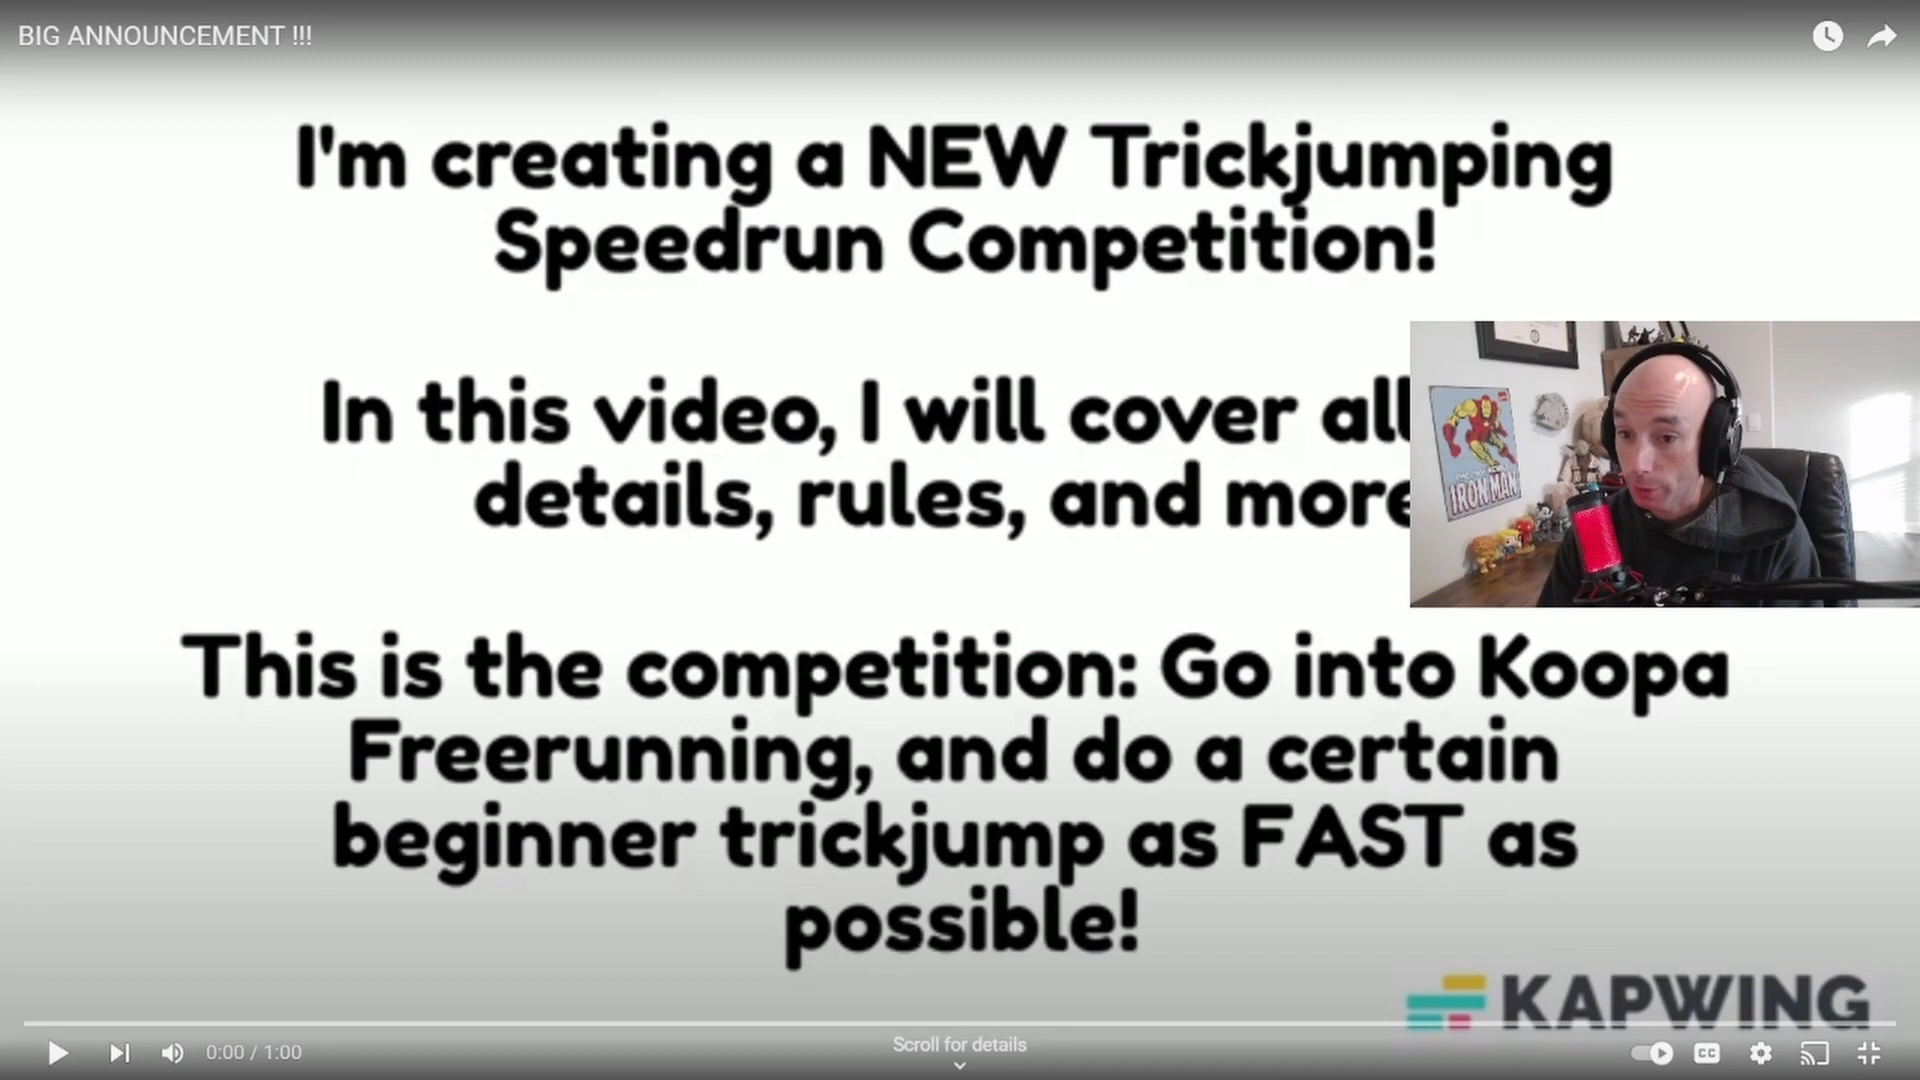 BIG ANNOUNCEMENT !!!
I'm creating a NEW Trickjumping
Speedrun Competition!
In this video, I will cover all
details, rules, and more
IRON MAN
This is the competition: Go into Koopa
Freerunning, and do a certain
beginner trickjump as FAST as
possible!
KAPWING
0:00 / 1:00
Scroll for details
CC